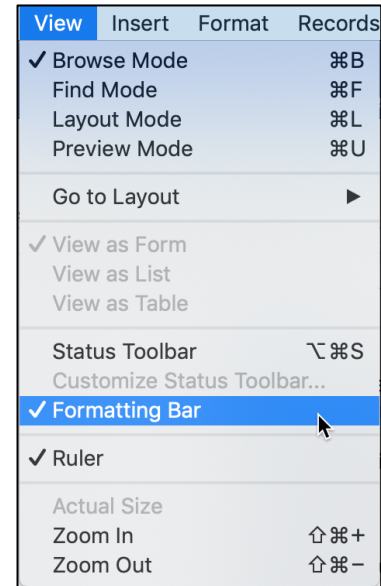 View Insert Format Records
✓ Browse Mode ⌘B
Find Mode ⌘F
Layout Mode ⌘L
Preview Mode ⌘U
Go to Layout ▶
✓ View as Form
View as List
View as Table
Status Toolbar ⌥⌘S
Customize Status Toolbar...
✓ Formatting Bar
✓ Ruler
Actual Size
Zoom In ⇧⌘+
Zoom Out ⇧⌘−